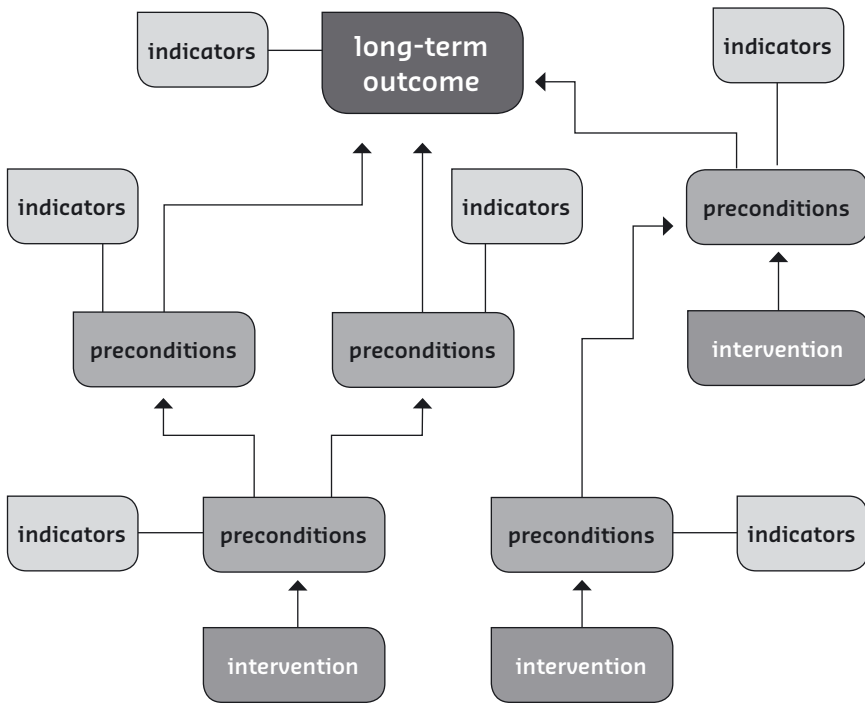 indicators
long-term
outcome
indicators
indicators
indicators
preconditions
preconditions
preconditions
intervention
indicators
preconditions
preconditions
indicators
intervention
intervention